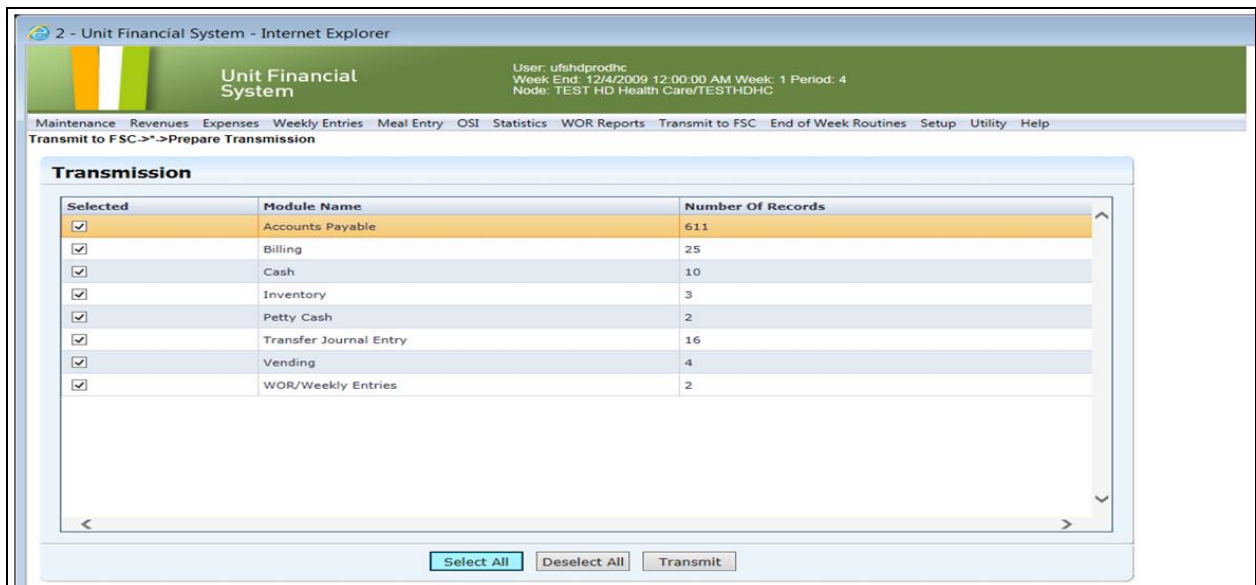 2 - Unit Financial System - Internet Explorer
Unit Financial
System
User: ufshdprodhc
Week End: 12/4/2009 12:00:00 AM Week: 1 Period: 4
Node: TEST HD Health Care/TESTHDHC
Maintenance Revenues Expenses Weekly Entries Meal Entry OSI Statistics WOR Reports Transmit to FSC End of Week Routines Setup Utility Help
Transmit to FSC->*->Prepare Transmission
Transmission
Selected Module Name Number Of Records
Accounts Payable 611
Billing 25
Cash 10
Inventory 3
Petty Cash 2
Transfer Journal Entry 16
Vending 4
WOR/Weekly Entries 2
Select All Deselect All Transmit